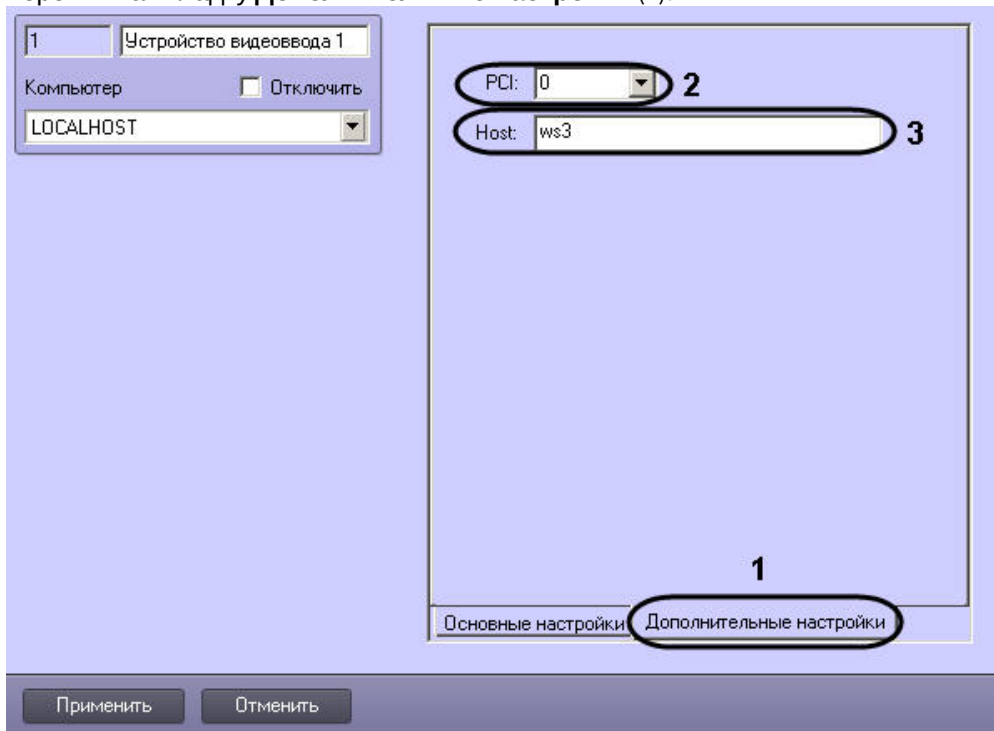 1 Устройство видеоввода 1
Компьютер Отключить
LOCALHOST
PCI: 0 2
Host: ws3 3
1
Основные настройки Дополнительные настройки
Применить Отменить